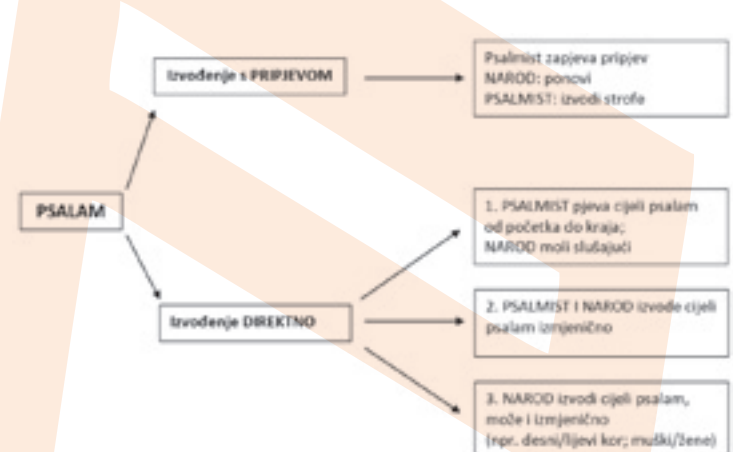 Psalmist zapjeva pripjev
Izvođenje s PRIPJEVOM
NAROD: ponovi
PSALMIST: izvodi strofe
PSALAM
1. PSALMIST pjeva cijeli psalam
od početka do kraja;
NAROD moli slušajući
Izvođenje DIREKTNO
2. PSALMIST I NAROD izvode cijeli
psalam izmjenično
3. NAROD izvodi cijeli psalam,
može i izmjenično
(npr. desni/lijevi kor; muški/žene)